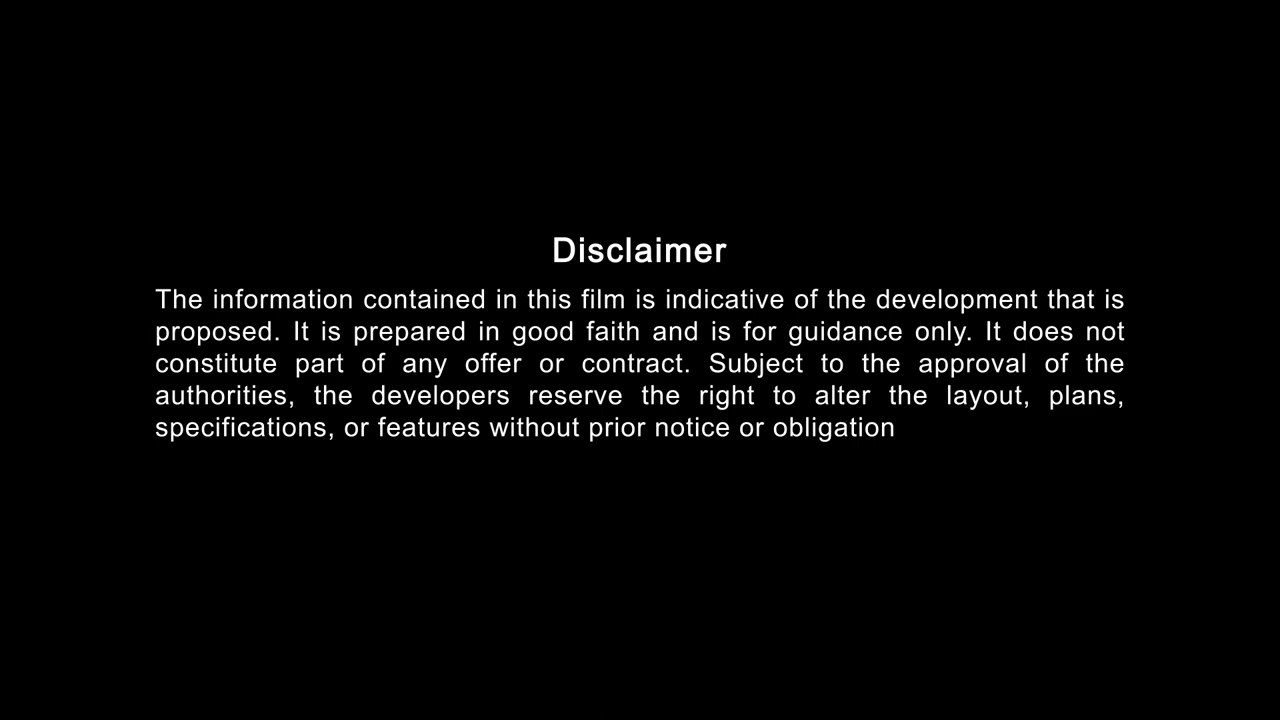 Disclaimer
The information contained in this film is indicative of the development that is
proposed. It is prepared in good faith and is for guidance only. It does not
constitute part of any offer or contract. Subject to the approval of the
authorities, the developers reserve the right to alter the layout, plans,
specifications, or features without prior notice or obligation